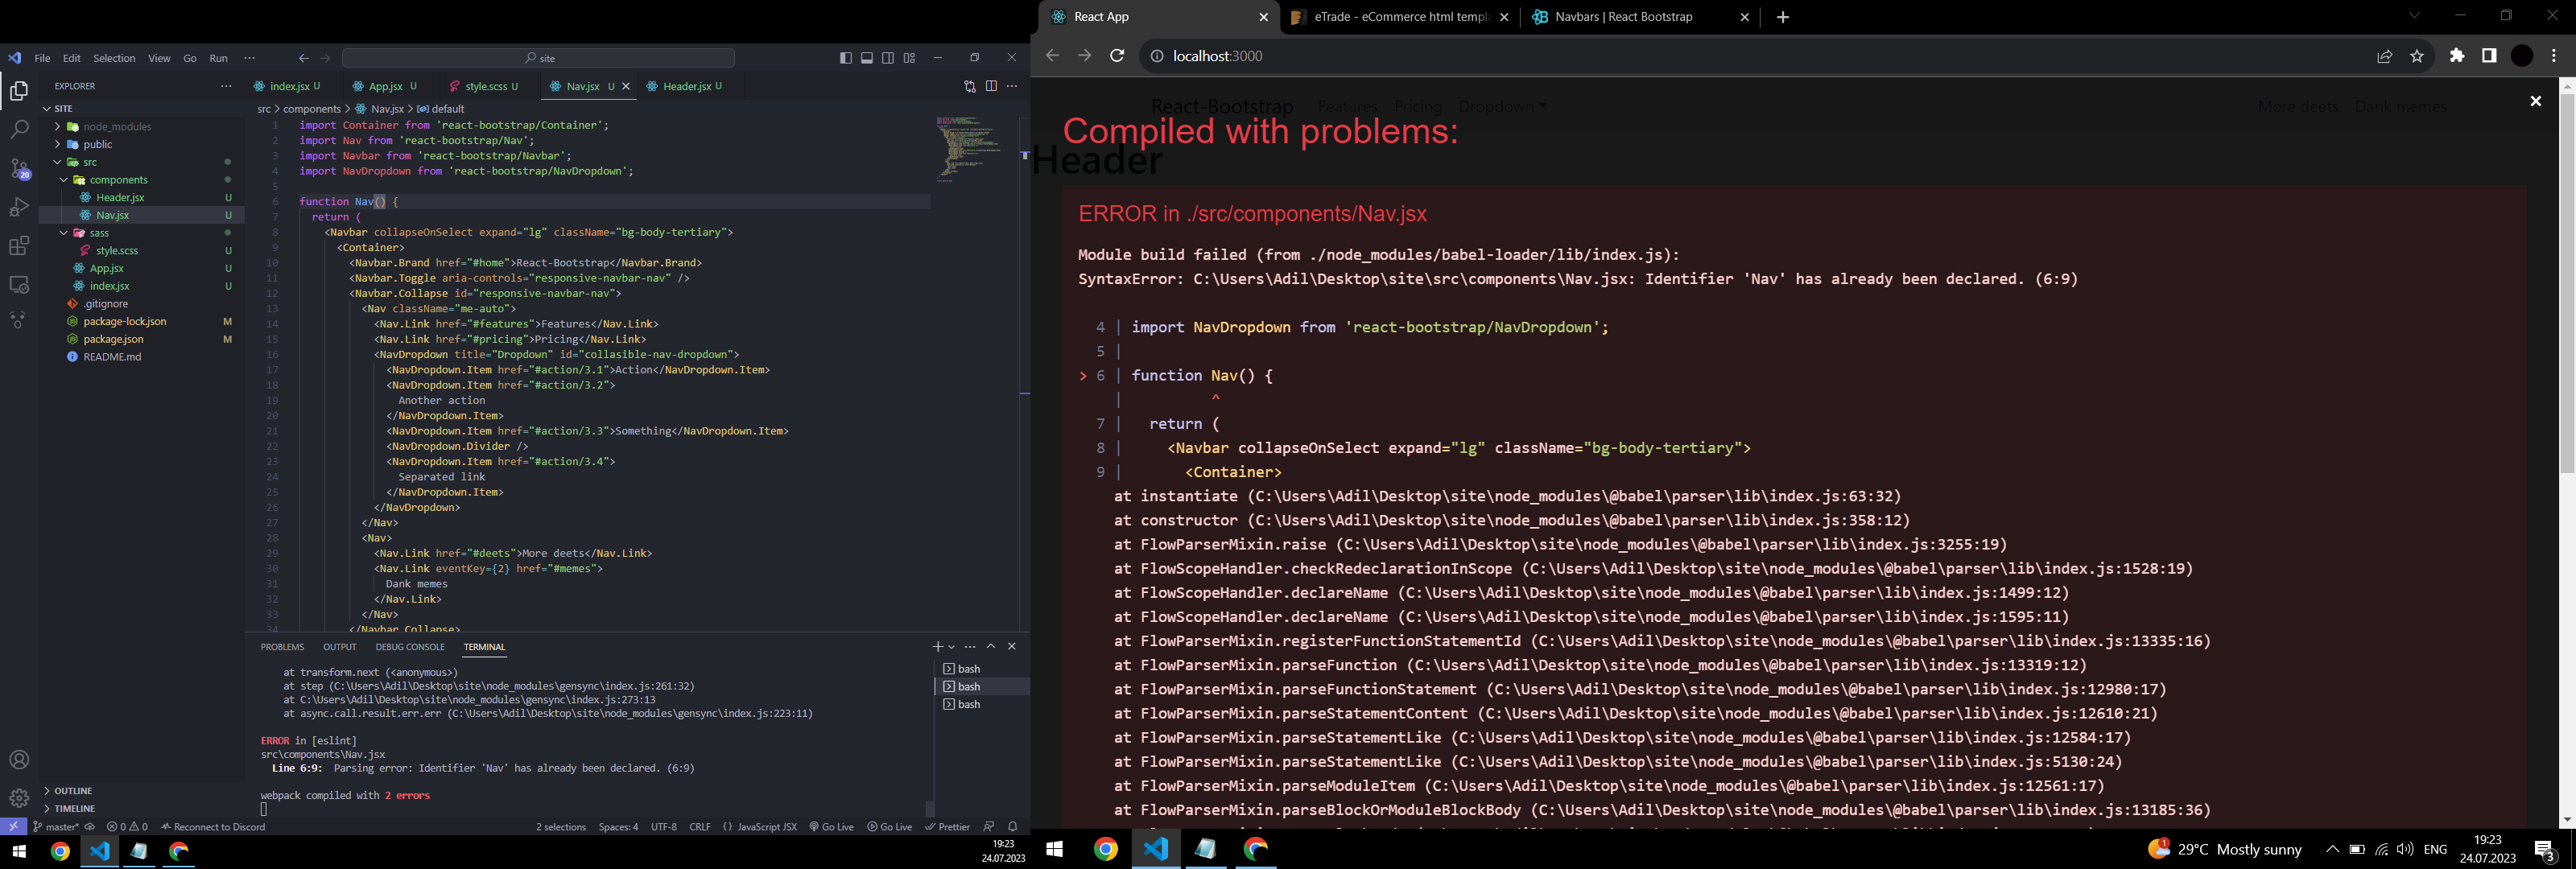 File Edit Selection View Go Run ··· site
EXPLORER ···
SITE
node_modules
public
src
components
Header.jsx U
Nav.jsx U
sass
style.scss U
App.jsx U
index.jsx U
.gitignore
package-lock.json M
package.json M
README.md
OUTLINE
TIMELINE
20
index.jsx U App.jsx U style.scss U Nav.jsx U Header.jsx U
src > components > Nav.jsx > default
1 import Container from 'react-bootstrap/Container';
2 import Nav from 'react-bootstrap/Nav';
3 import Navbar from 'react-bootstrap/Navbar';
4 import NavDropdown from 'react-bootstrap/NavDropdown';
5
6 function Nav() {
7 return (
8 <Navbar collapseOnSelect expand="lg" className="bg-body-tertiary">
9 <Container>
10 <Navbar.Brand href="#home">React-Bootstrap</Navbar.Brand>
11 <Navbar.Toggle aria-controls="responsive-navbar-nav" />
12 <Navbar.Collapse id="responsive-navbar-nav">
13 <Nav className="me-auto">
14 <Nav.Link href="#features">Features</Nav.Link>
15 <Nav.Link href="#pricing">Pricing</Nav.Link>
16 <NavDropdown title="Dropdown" id="collasible-nav-dropdown">
17 <NavDropdown.Item href="#action/3.1">Action</NavDropdown.Item>
18 <NavDropdown.Item href="#action/3.2">
19 Another action
20 </NavDropdown.Item>
21 <NavDropdown.Item href="#action/3.3">Something</NavDropdown.Item>
22 <NavDropdown.Divider />
23 <NavDropdown.Item href="#action/3.4">
24 Separated link
25 </NavDropdown.Item>
26 </NavDropdown>
27 </Nav>
28 <Nav>
29 <Nav.Link href="#deets">More deets</Nav.Link>
30 <Nav.Link eventKey={2} href="#memes">
31 Dank memes
32 </Nav.Link>
33 </Nav>
34 </Navbar.Collapse>
PROBLEMS OUTPUT DEBUG CONSOLE TERMINAL
at transform.next (<anonymous>)
at step (C:\Users\Adil\Desktop\site\node_modules\gensync\index.js:261:32)
at C:\Users\Adil\Desktop\site\node_modules\gensync\index.js:273:13
at async.call.result.err.err (C:\Users\Adil\Desktop\site\node_modules\gensync\index.js:223:11)
ERROR in [eslint]
src\components\Nav.jsx
Line 6:9: Parsing error: Identifier 'Nav' has already been declared. (6:9)
webpack compiled with 2 errors
bash
bash
bash
master* 0 0 Reconnect to Discord 2 selections Spaces: 4 UTF-8 CRLF {} JavaScript JSX Go Live Go Live Prettier
19:23
24.07.2023
React App eTrade - eCommerce html templ Navbars | React Bootstrap
localhost:3000
React-Bootstrap Features Pricing Dropdown More deets Dank memes
Compiled with problems:
Header
ERROR in ./src/components/Nav.jsx
Module build failed (from ./node_modules/babel-loader/lib/index.js):
SyntaxError: C:\Users\Adil\Desktop\site\src\components\Nav.jsx: Identifier 'Nav' has already been declared. (6:9)
4 | import NavDropdown from 'react-bootstrap/NavDropdown';
5 |
> 6 | function Nav() {
| ^
7 | return (
8 | <Navbar collapseOnSelect expand="lg" className="bg-body-tertiary">
9 | <Container>
at instantiate (C:\Users\Adil\Desktop\site\node_modules\@babel\parser\lib\index.js:63:32)
at constructor (C:\Users\Adil\Desktop\site\node_modules\@babel\parser\lib\index.js:358:12)
at FlowParserMixin.raise (C:\Users\Adil\Desktop\site\node_modules\@babel\parser\lib\index.js:3255:19)
at FlowScopeHandler.checkRedeclarationInScope (C:\Users\Adil\Desktop\site\node_modules\@babel\parser\lib\index.js:1528:19)
at FlowScopeHandler.declareName (C:\Users\Adil\Desktop\site\node_modules\@babel\parser\lib\index.js:1499:12)
at FlowScopeHandler.declareName (C:\Users\Adil\Desktop\site\node_modules\@babel\parser\lib\index.js:1595:11)
at FlowParserMixin.registerFunctionStatementId (C:\Users\Adil\Desktop\site\node_modules\@babel\parser\lib\index.js:13335:16)
at FlowParserMixin.parseFunction (C:\Users\Adil\Desktop\site\node_modules\@babel\parser\lib\index.js:13319:12)
at FlowParserMixin.parseFunctionStatement (C:\Users\Adil\Desktop\site\node_modules\@babel\parser\lib\index.js:12980:17)
at FlowParserMixin.parseStatementContent (C:\Users\Adil\Desktop\site\node_modules\@babel\parser\lib\index.js:12610:21)
at FlowParserMixin.parseStatementLike (C:\Users\Adil\Desktop\site\node_modules\@babel\parser\lib\index.js:12584:17)
at FlowParserMixin.parseStatementLike (C:\Users\Adil\Desktop\site\node_modules\@babel\parser\lib\index.js:5130:24)
at FlowParserMixin.parseModuleItem (C:\Users\Adil\Desktop\site\node_modules\@babel\parser\lib\index.js:12561:17)
at FlowParserMixin.parseBlockOrModuleBlockBody (C:\Users\Adil\Desktop\site\node_modules\@babel\parser\lib\index.js:13185:36)
1 29°C Mostly sunny ENG 19:23
24.07.2023 3